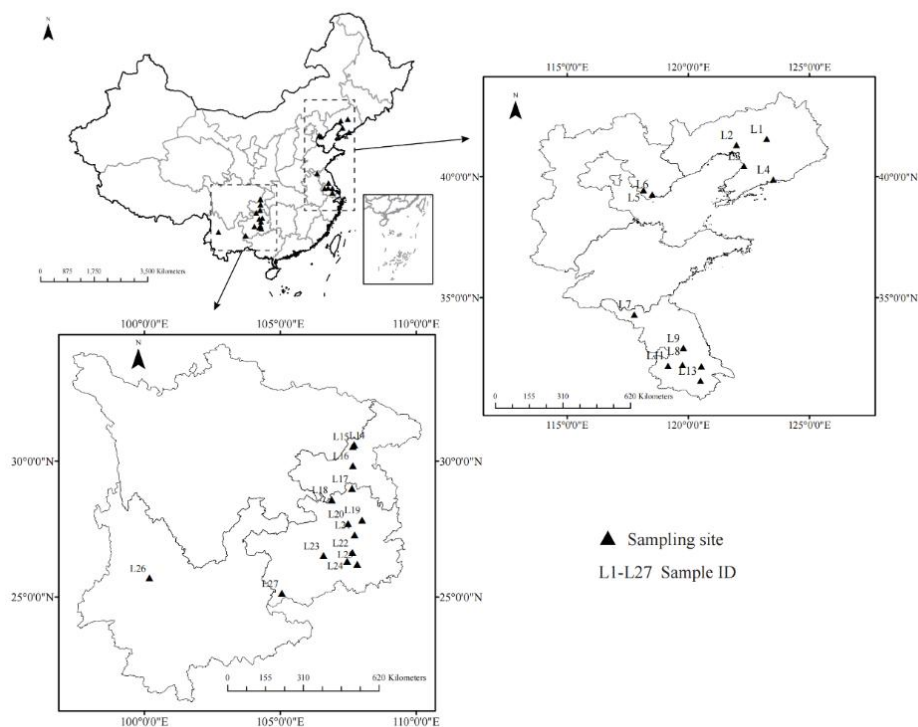 N
0 875 1,750 3,500 Kilometers
N
115°0'0"E 120°0'0"E 125°0'0"E
L2 L1
L3
L4
40°0'0"N 40°0'0"N
L6
L5
35°0'0"N 35°0'0"N
L7
L9
L8
L13
0 155 310 620 Kilometers
115°0'0"E 120°0'0"E 125°0'0"E
100°0'0"E 105°0'0"E 110°0'0"E
N
L15 L14
30°0'0"N 30°0'0"N
L16
L17
L18
L20 L19
L23 L22
L24
L26
L27
25°0'0"N 25°0'0"N
0 155 310 620 Kilometers
100°0'0"E 105°0'0"E 110°0'0"E
Sampling site
L1-L27 Sample ID